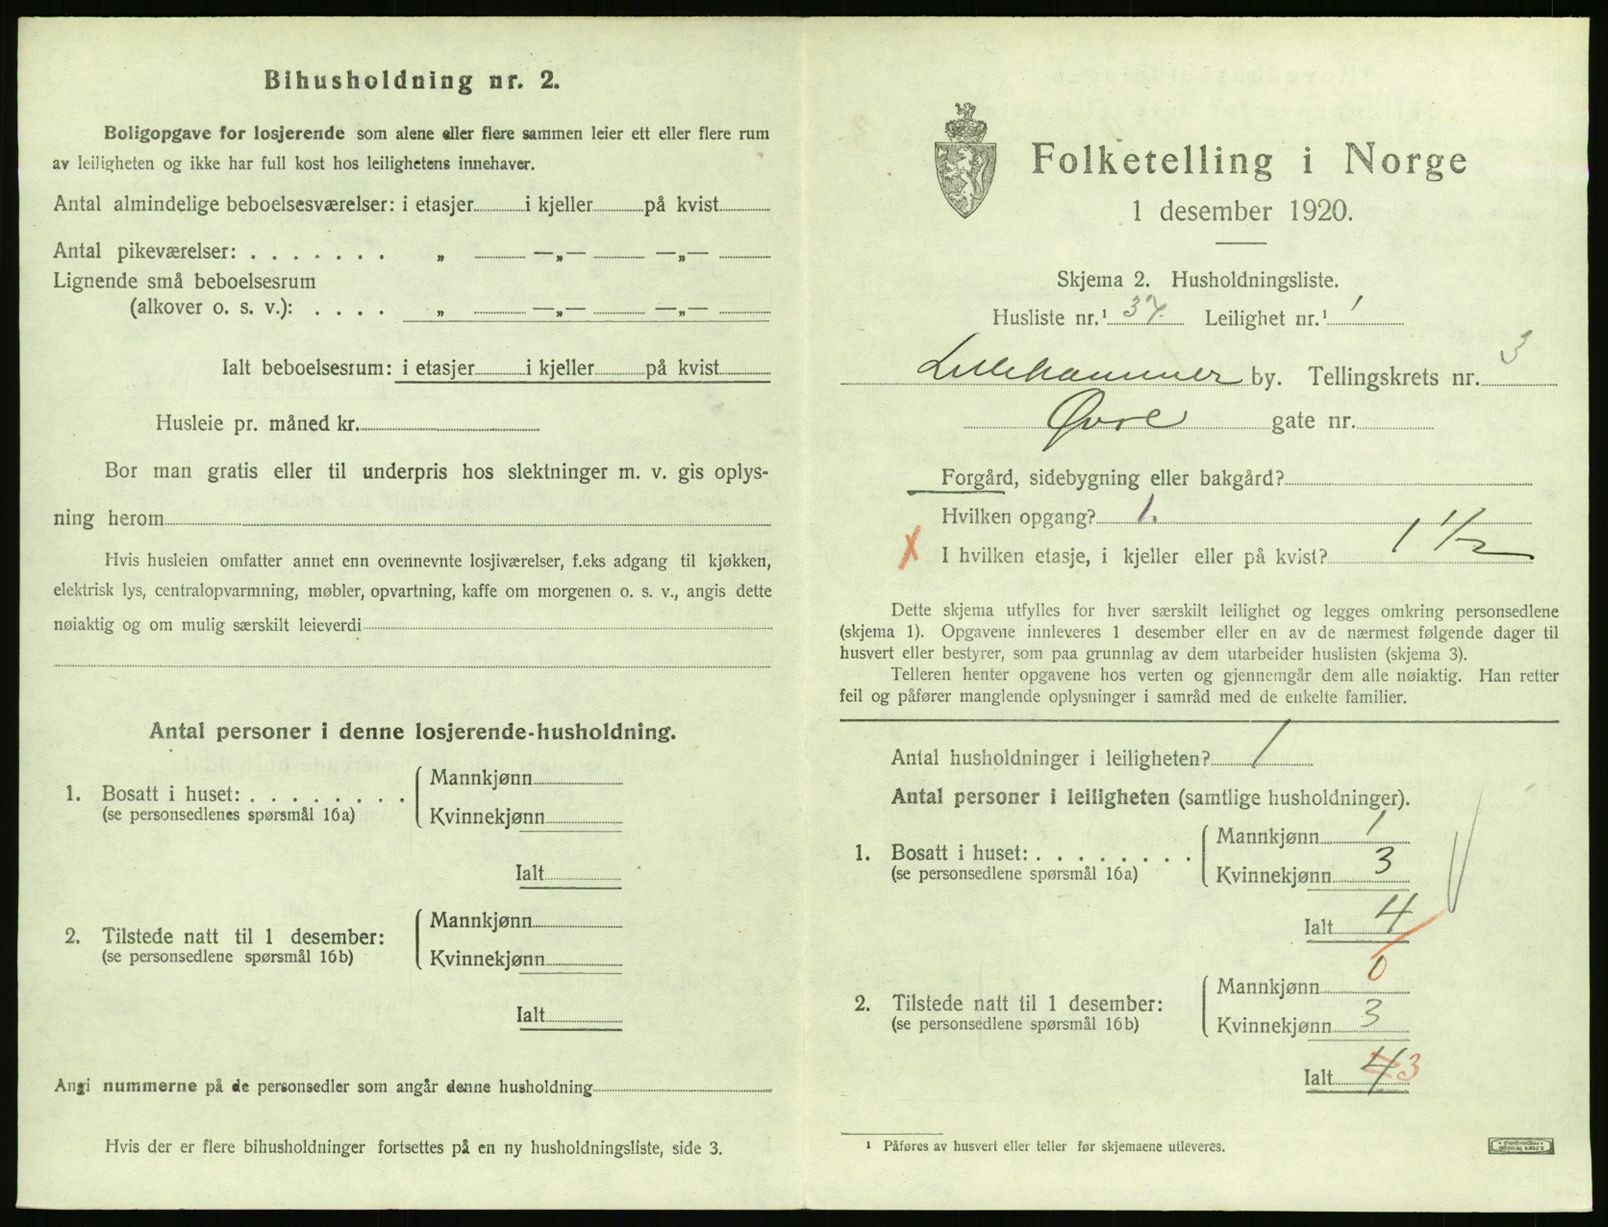 Bihusholdning nr. 2.
Boligopgave for losjerende som alene eller flere sammen leier ett eller flere rum
av leiligheten og ikke har full kost hos leilighetens innehaver.
Antal almindelige beboelsesværelser: i etasjer i kjeller på kvist
Antal pikeværelser: . . . . . . . „ —„— —„—
Lignende små beboelsesrum
(alkover o. s. v.): . . . . „ —„— —„—
Ialt beboelsesrum: i etasjer i kjeller på kvist
Husleie pr. måned kr.
Bor man gratis eller til underpris hos slektninger m. v. gis oplys-
ning herom
Hvis husleien omfatter annet enn ovennevnte losjiværelser, f.eks adgang til kjøkken,
elektrisk lys, centralopvarmning, møbler, opvartning, kaffe om morgenen o. s. v., angis dette
nøiaktig og om mulig særskilt leieverdi
Antal personer i denne losjerende-husholdning.
1. Bosatt i huset: . . . . . . . .
(se personsedlenes spørsmål 16a)
Mannkjønn
Kvinnekjønn
Ialt
2. Tilstede natt til 1 desember:
(se personsedlene spørsmål 16b)
Mannkjønn
Kvinnekjønn
Ialt
Angi nummerne på de personsedler som angår denne husholdning
Hvis der er flere bihusholdninger fortsettes på en ny husholdningsliste, side 3.
Folketelling i Norge
1 desember 1920.
Skjema 2. Husholdningsliste.
Husliste nr.¹ 37. Leilighet nr.¹ 1
Lillehammer by. Tellingskrets nr. 3
Øvre gate nr.
Forgård, sidebygning eller bakgård?
Hvilken opgang? 1.
X I hvilken etasje, i kjeller eller på kvist? 1 1/2
Dette skjema utfylles for hver særskilt leilighet og legges omkring personsedlene
(skjema 1). Opgavene innleveres 1 desember eller en av de nærmest følgende dager til
husvert eller bestyrer, som paa grunnlag av dem utarbeider huslisten (skjema 3).
Telleren henter opgavene hos verten og gjennemgår dem alle nøiaktig. Han retter
feil og påfører manglende oplysninger i samråd med de enkelte familier.
Antal husholdninger i leiligheten? 1
Antal personer i leiligheten (samtlige husholdninger).
1. Bosatt i huset: . . . . . . . .
(se personsedlene spørsmål 16a)
Mannkjønn 1
Kvinnekjønn 3
Ialt 4
2. Tilstede natt til 1 desember:
(se personsedlene spørsmål 16b)
Mannkjønn 0
Kvinnekjønn 3
Ialt 4 3
¹ Påføres av husvert eller teller før skjemaene utleveres.